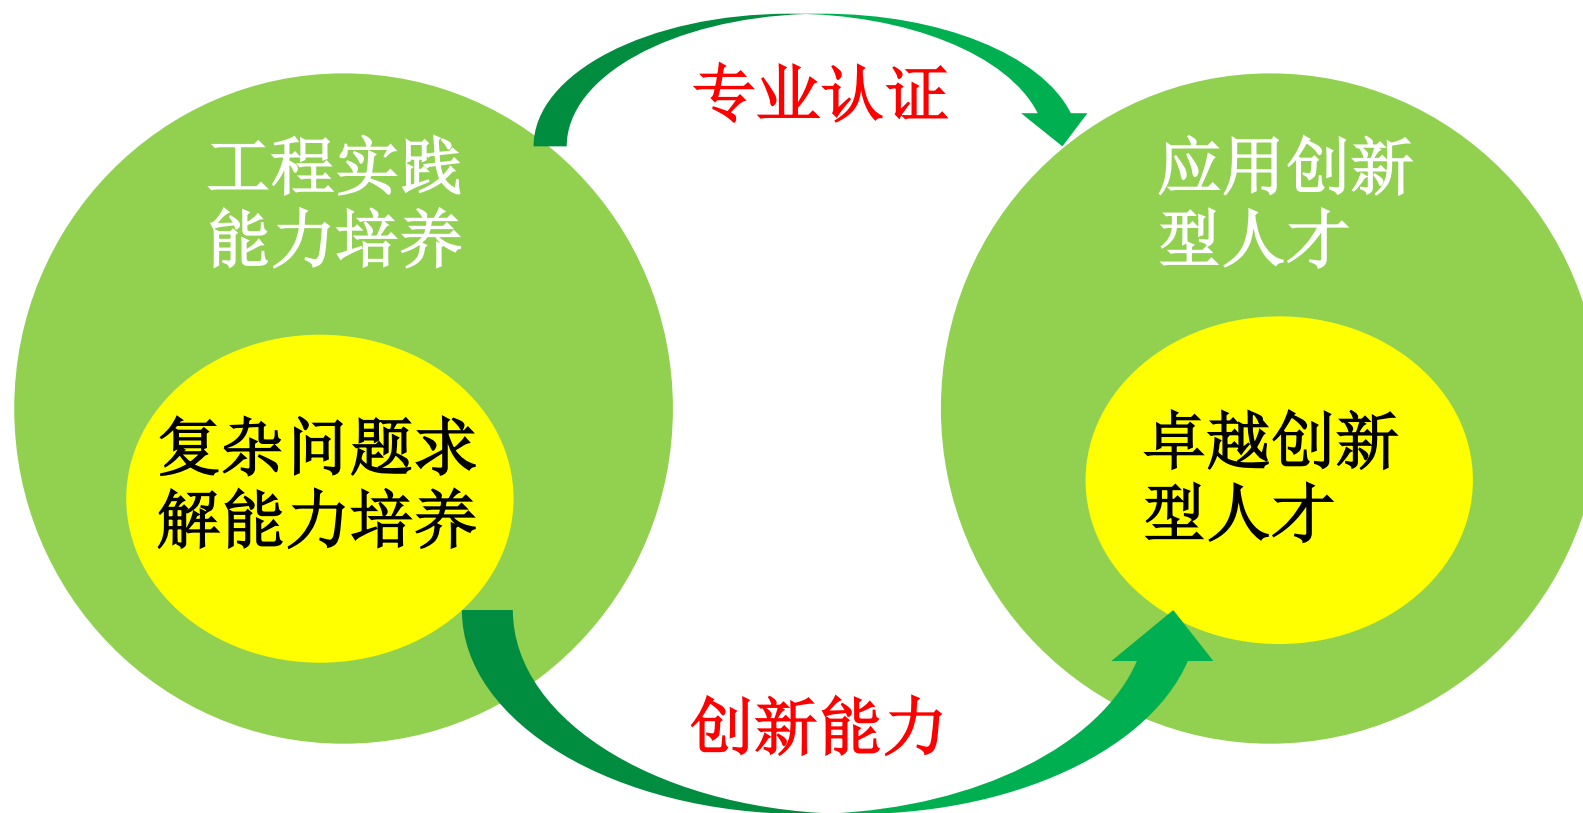 专业认证
工程实践
能力培养
应用创新
型人才
复杂问题求
解能力培养
卓越创新
型人才
创新能力